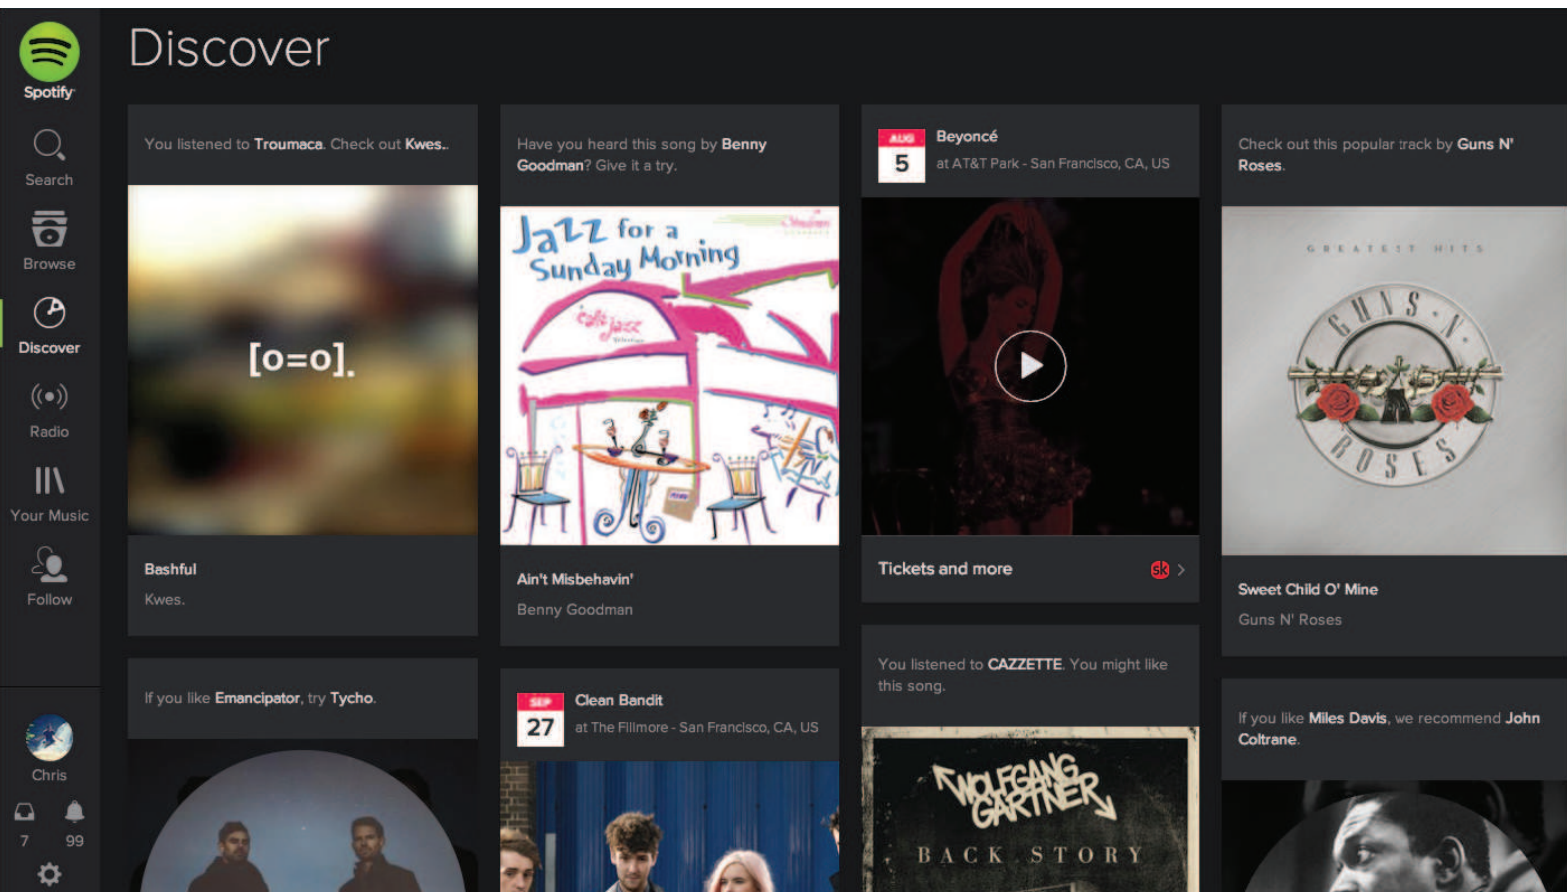 Spotify
Search
Browse
Discover
Radio
Your Music
Follow
Chris
7 99
Discover
You listened to Troumaca. Check out Kwes..
[o=o].
Bashful
Kwes.
If you like Emancipator, try Tycho.
Have you heard this song by Benny
Goodman? Give it a try.
Jazz for a
Sunday Morning
café jazz
Ain't Misbehavin'
Benny Goodman
SEP
27
Clean Bandit
at The Fillmore - San Francisco, CA, US
AUG
5
Beyoncé
at AT&T Park - San Francisco, CA, US
Tickets and more
sk
You listened to CAZZETTE. You might like
this song.
WOLFGANG
GARTNER
BACK STORY
Check out this popular track by Guns N'
Roses.
GREATEST HITS
GUNS · N ·
ROSES
Sweet Child O' Mine
Guns N' Roses
If you like Miles Davis, we recommend John
Coltrane.